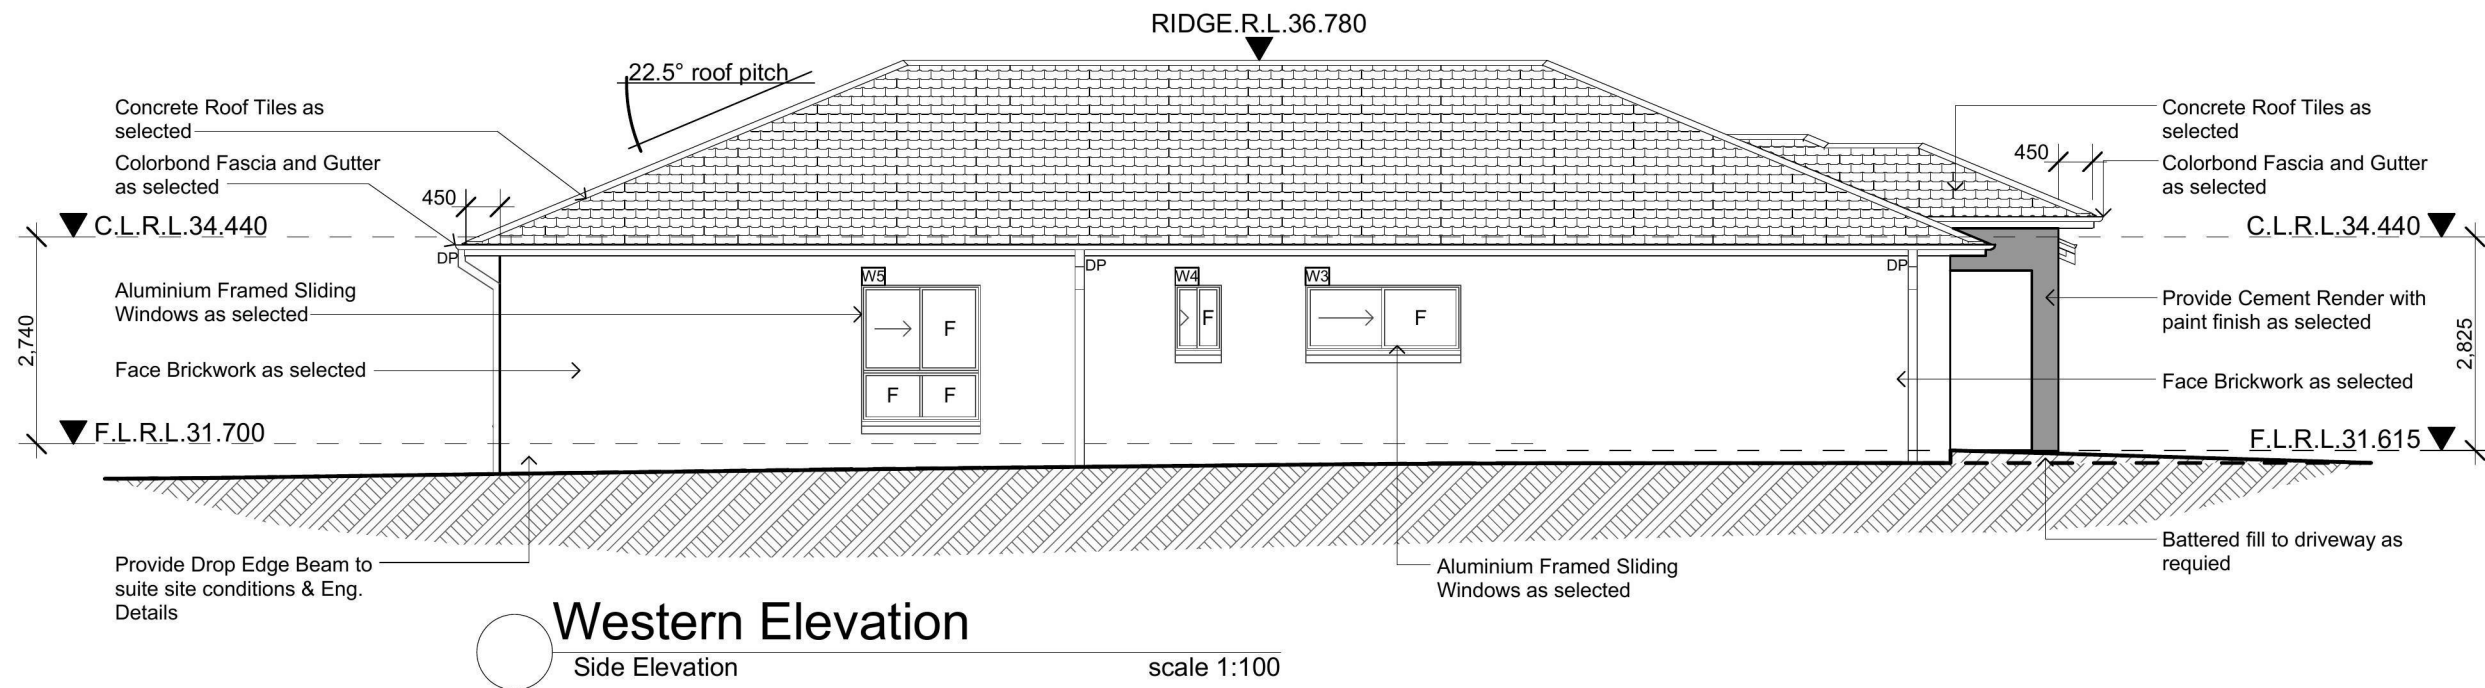 RIDGE.R.L.36.780
22.5° roof pitch
Concrete Roof Tiles as
selected
Colorbond Fascia and Gutter
as selected
450
C.L.R.L.34.440
DP
Aluminium Framed Sliding
Windows as selected
2,740
Face Brickwork as selected
F.L.R.L.31.700
Provide Drop Edge Beam to
suite site conditions & Eng.
Details
W5
F
F
F
DP
W4
F
W3
F
DP
Aluminium Framed Sliding
Windows as selected
Concrete Roof Tiles as
selected
450
Colorbond Fascia and Gutter
as selected
C.L.R.L.34.440
Provide Cement Render with
paint finish as selected
2,825
Face Brickwork as selected
F.L.R.L.31.615
Battered fill to driveway as
requied
Western Elevation
Side Elevation
scale 1:100